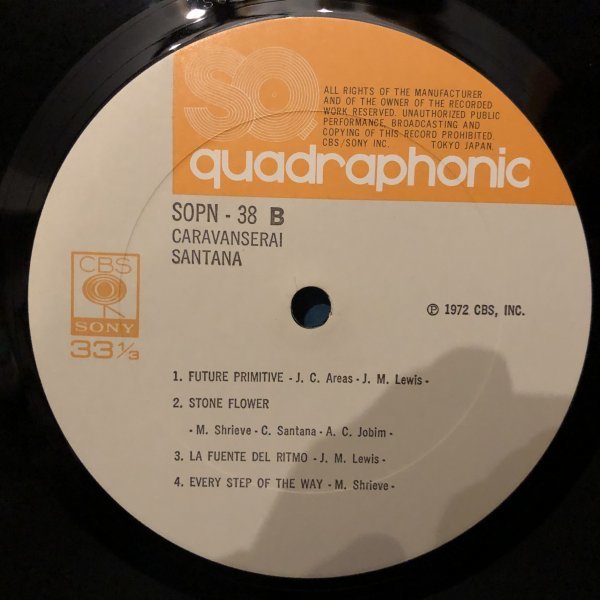 SQ
ALL RIGHTS OF THE MANUFACTURER
AND OF THE OWNER OF THE RECORDED
WORK RESERVED. UNAUTHORIZED PUBLIC
PERFORMANCE, BROADCASTING AND
COPYING OF THIS RECORD PROHIBITED.
CBS/SONY INC. TOKYO JAPAN.
quadraphonic
SOPN - 38 B
CARAVANSERAI
SANTANA
CBS
SONY
33 1/3
℗ 1972 CBS, INC.
1. FUTURE PRIMITIVE - J. C. Areas - J. M. Lewis -
2. STONE FLOWER
- M. Shrieve - C. Santana - A. C. Jobim -
3. LA FUENTE DEL RITMO - J. M. Lewis -
4. EVERY STEP OF THE WAY - M. Shrieve -